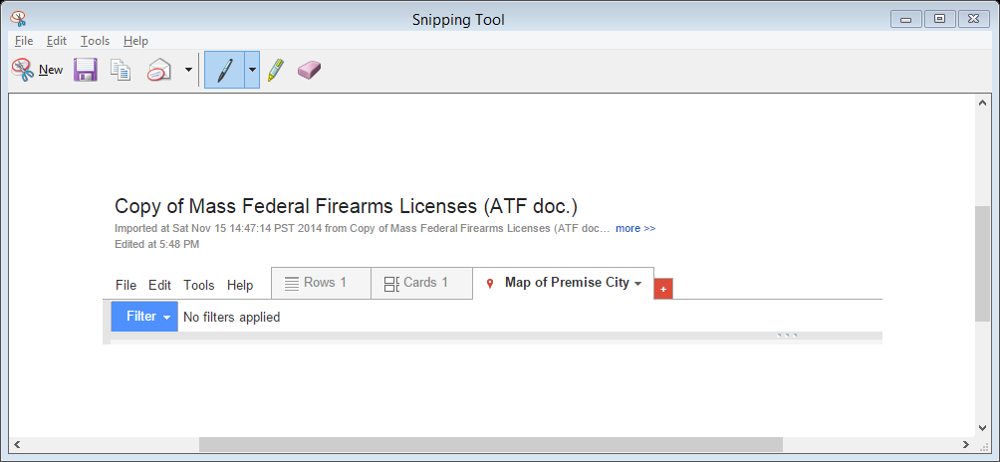 Snipping Tool
File Edit Tools Help
New
Copy of Mass Federal Firearms Licenses (ATF doc.)
Imported at Sat Nov 15 14:47:14 PST 2014 from Copy of Mass Federal Firearms Licenses (ATF doc... more >>
Edited at 5:48 PM
File Edit Tools Help Rows 1 Cards 1 Map of Premise City +
Filter No filters applied